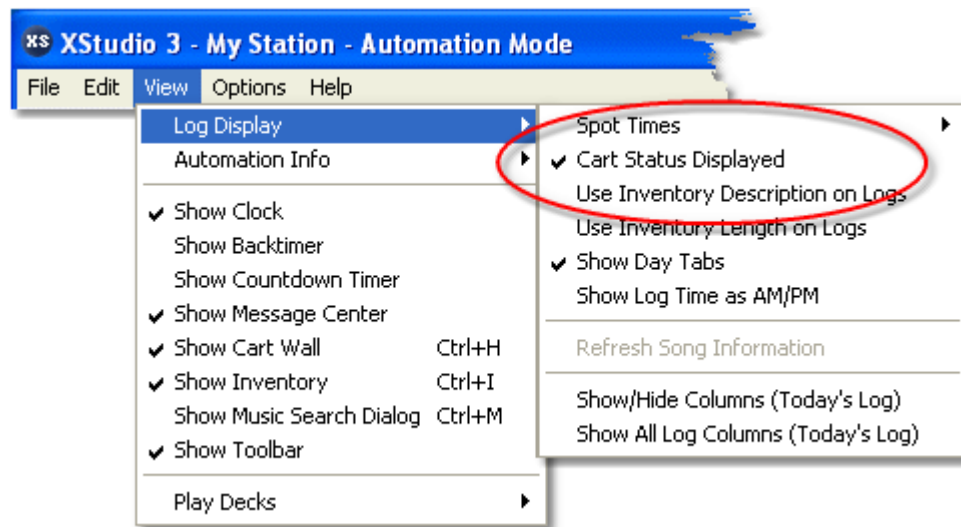 XS XStudio 3 - My Station - Automation Mode
File Edit View Options Help
Log Display
Automation Info
Show Clock
Show Backtimer
Show Countdown Timer
Show Message Center
Show Cart Wall Ctrl+H
Show Inventory Ctrl+I
Show Music Search Dialog Ctrl+M
Show Toolbar
Play Decks
Spot Times
Cart Status Displayed
Use Inventory Description on Logs
Use Inventory Length on Logs
Show Day Tabs
Show Log Time as AM/PM
Refresh Song Information
Show/Hide Columns (Today's Log)
Show All Log Columns (Today's Log)